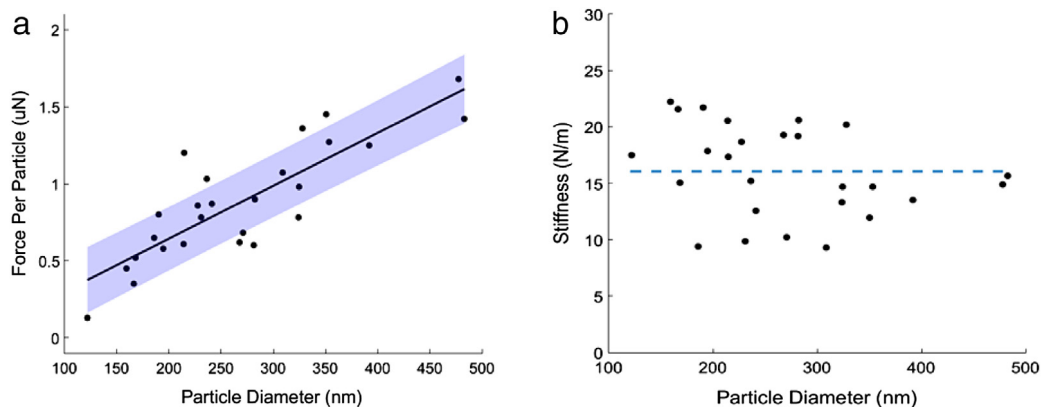 a
Force Per Particle (uN)
2
1.5
1
0.5
0
100 150 200 250 300 350 400 450 500
Particle Diameter (nm)
b
Stiffness (N/m)
30
25
20
15
10
5
0
100 200 300 400 500
Particle Diameter (nm)